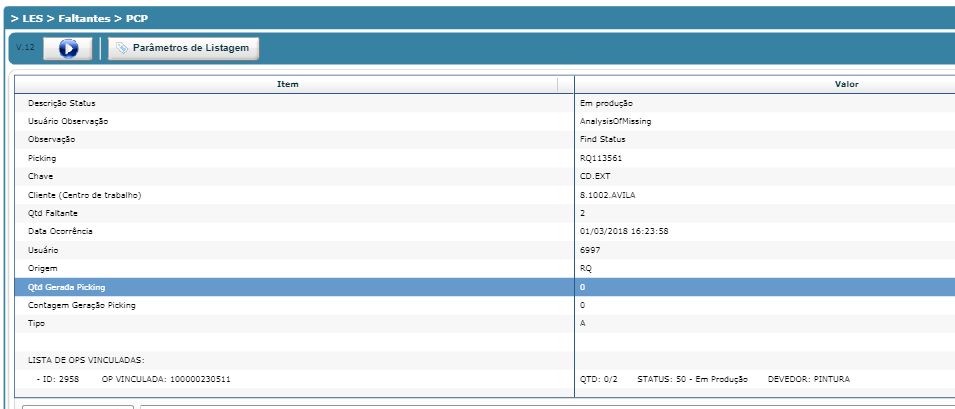 > LES > Faltantes > PCP
V.12 Parâmetros de Listagem
Item Valor
Descrição Status Em produção
Usuário Observação AnalysisOfMissing
Observação Find Status
Picking RQ113561
Chave CD.EXT
Cliente (Centro de trabalho) 8.1002.AVILA
Qtd Faltante 2
Data Ocorrência 01/03/2018 16:23:58
Usuário 6997
Origem RQ
Qtd Gerada Picking 0
Contagem Geração Picking 0
Tipo A
LISTA DE OPS VINCULADAS:
- ID: 2958 OP VINCULADA: 100000230511 QTD: 0/2 STATUS: 50 - Em Produção DEVEDOR: PINTURA